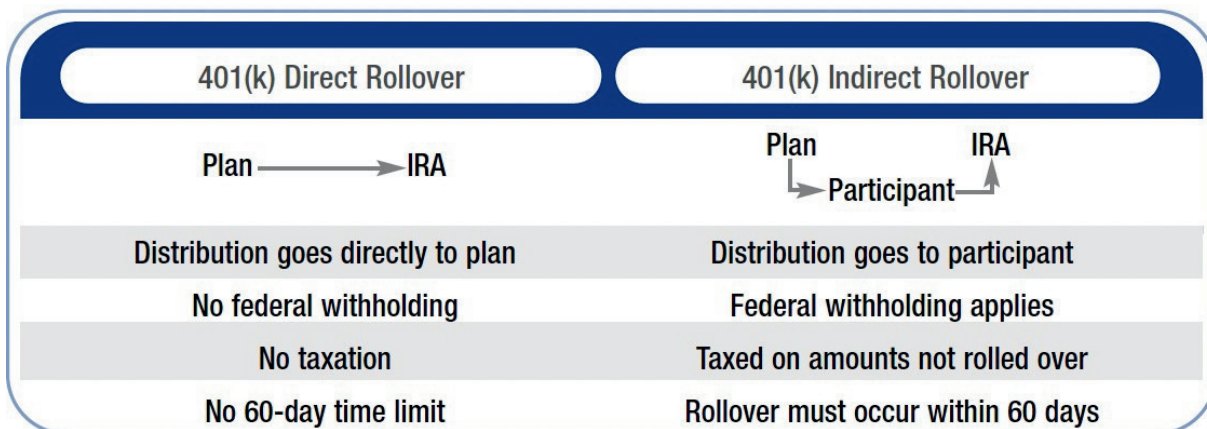 401(k) Direct Rollover
401(k) Indirect Rollover
Plan IRA
Plan IRA
Participant
Distribution goes directly to plan
Distribution goes to participant
No federal withholding
Federal withholding applies
No taxation
Taxed on amounts not rolled over
No 60-day time limit
Rollover must occur within 60 days